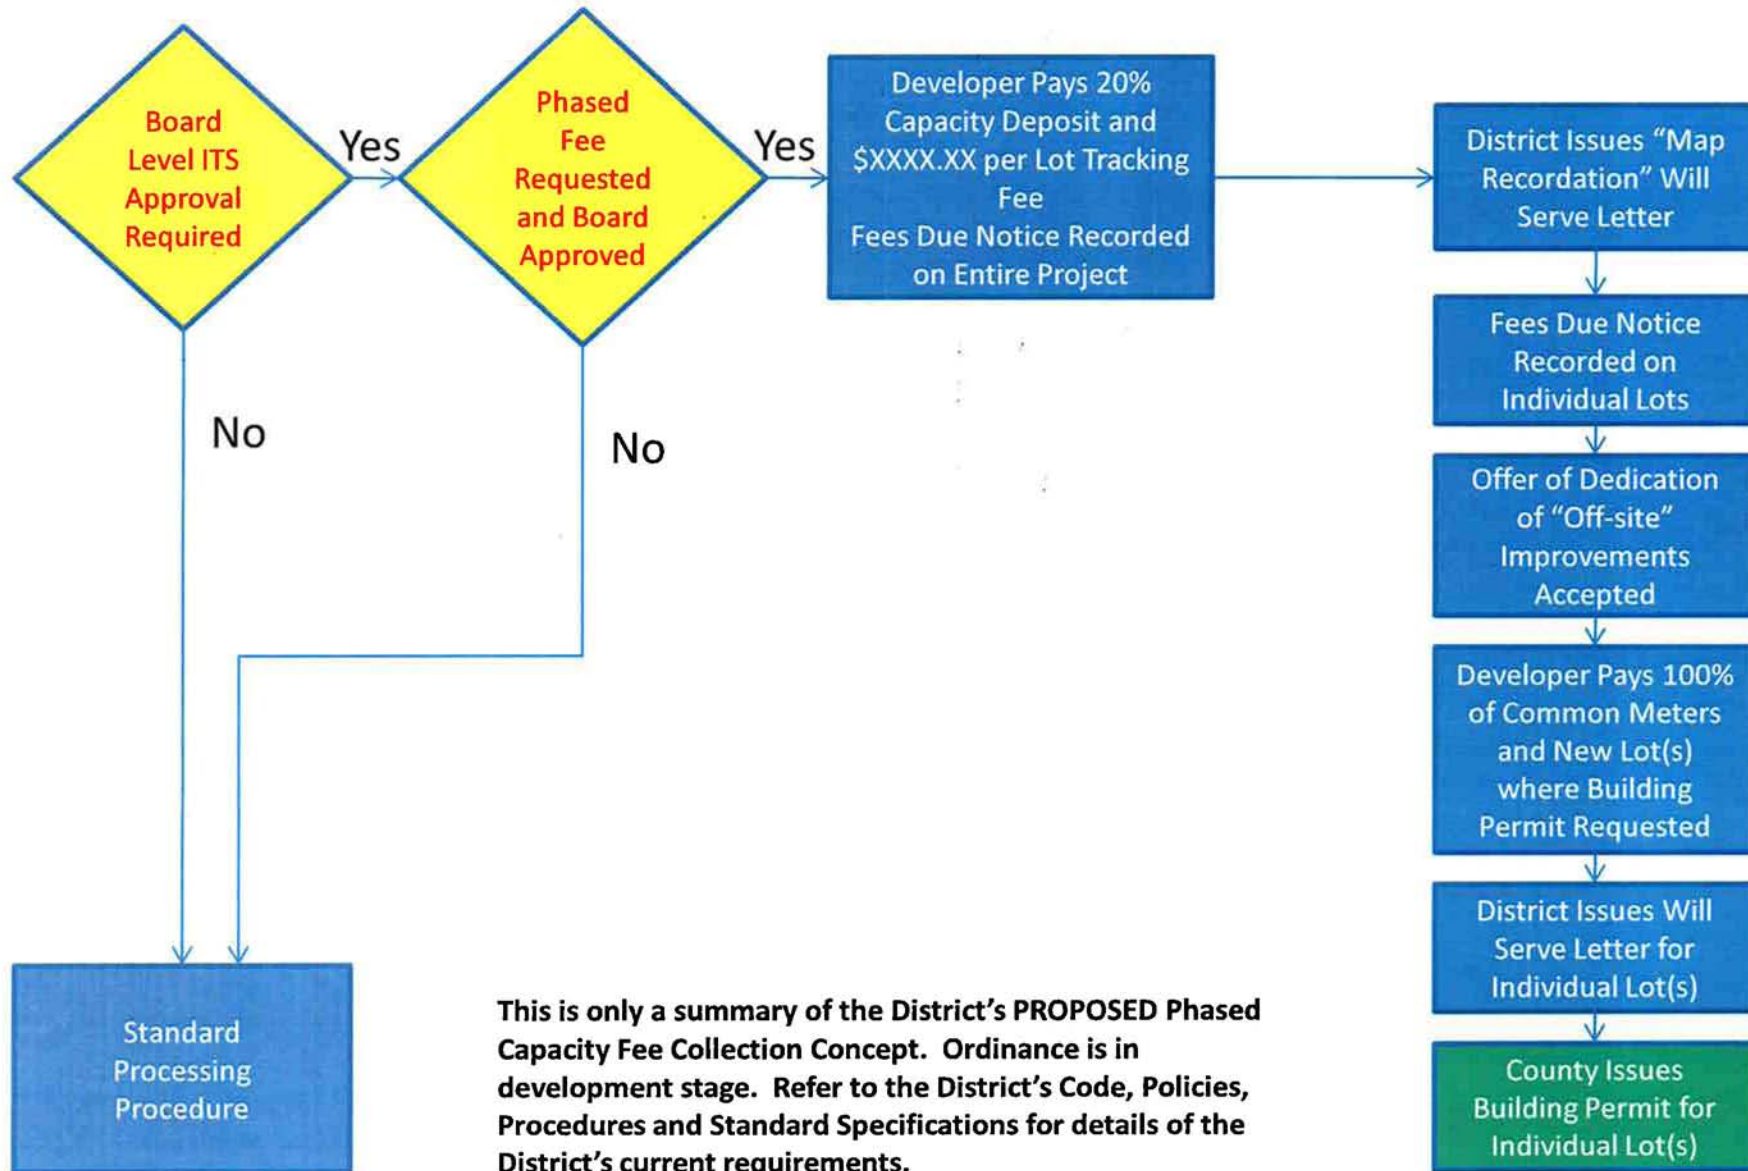 Board
Level ITS
Approval
Required
Yes
Phased
Fee
Requested
and Board
Approved
Yes
Developer Pays 20%
Capacity Deposit and
$XXXX.XX per Lot Tracking
Fee
Fees Due Notice Recorded
on Entire Project
District Issues “Map
Recordation” Will
Serve Letter
Fees Due Notice
Recorded on
Individual Lots
Offer of Dedication
of “Off-site”
Improvements
Accepted
Developer Pays 100%
of Common Meters
and New Lot(s)
where Building
Permit Requested
District Issues Will
Serve Letter for
Individual Lot(s)
County Issues
Building Permit for
Individual Lot(s)
No
No
Standard
Processing
Procedure
This is only a summary of the District’s PROPOSED Phased
Capacity Fee Collection Concept.  Ordinance is in
development stage.  Refer to the District’s Code, Policies,
Procedures and Standard Specifications for details of the
District’s current requirements.